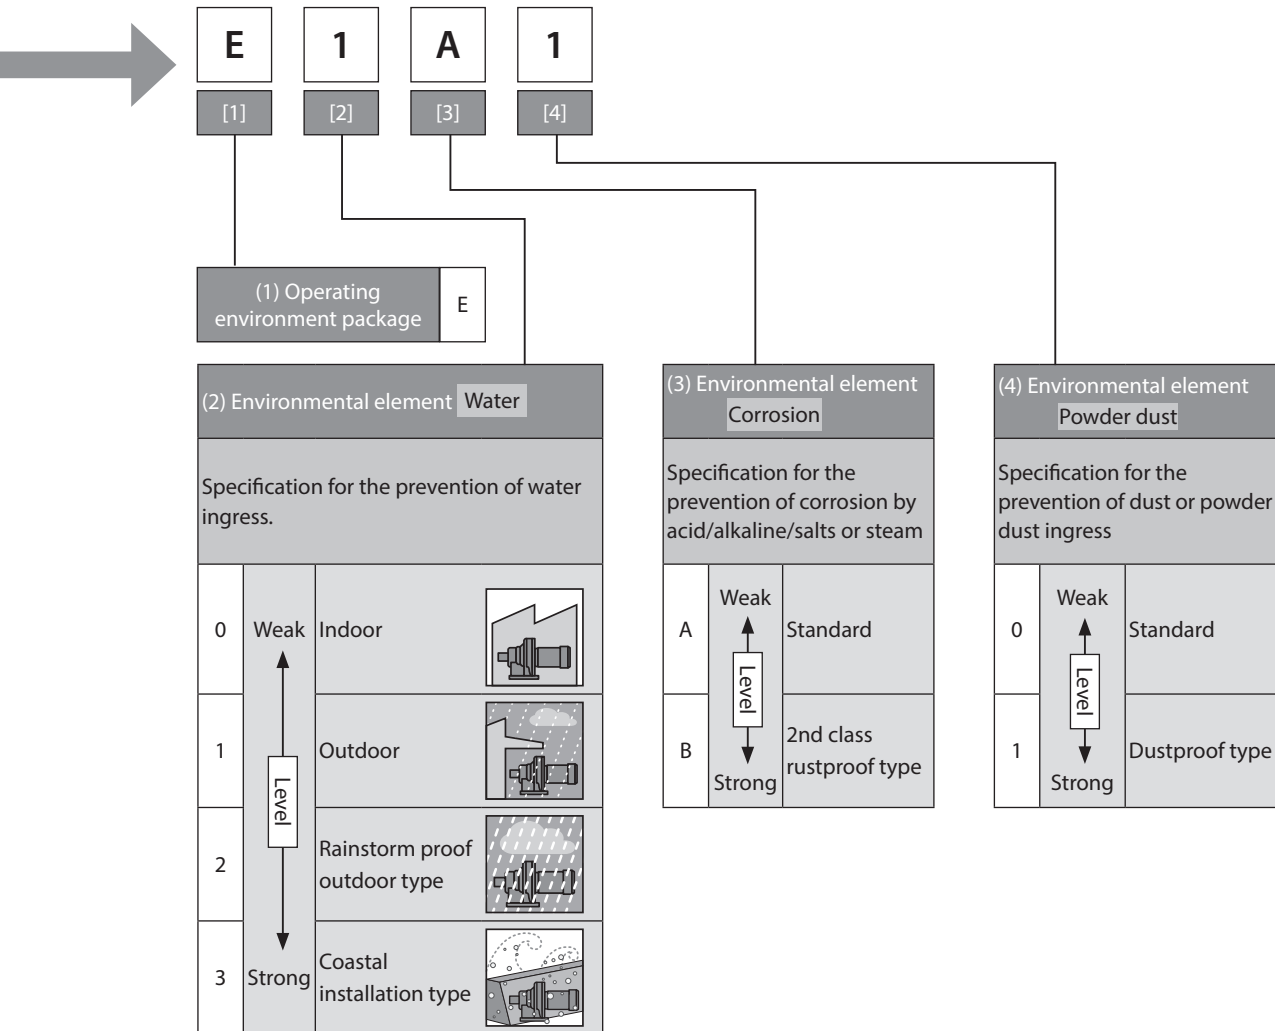 E 1 A 1
[1] [2] [3] [4]
(1) Operating
environment package
E
(2) Environmental element Water
Specification for the prevention of water
ingress.
0 Weak Indoor
1 Outdoor
Level
2 Rainstorm proof
outdoor type
3 Strong Coastal
installation type
(3) Environmental element
Corrosion
Specification for the
prevention of corrosion by
acid/alkaline/salts or steam
Weak
A Standard
Level
B 2nd class
rustproof type
Strong
(4) Environmental element
Powder dust
Specification for the
prevention of dust or powder
dust ingress
Weak
0 Standard
Level
1 Dustproof type
Strong